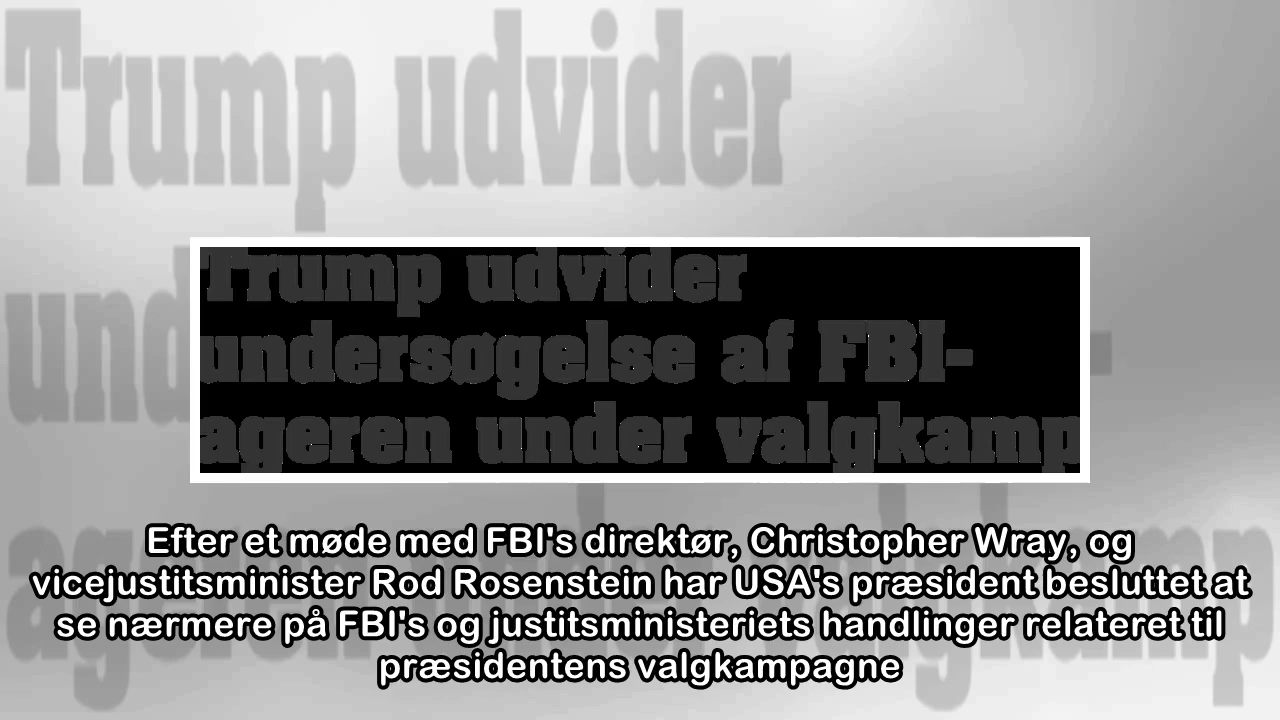 Trump udvider
undersøgelse af FBI-
ageren under valgkamp
Efter et møde med FBI's direktør, Christopher Wray, og
vicejustitsminister Rod Rosenstein har USA's præsident besluttet at
se nærmere på FBI's og justitsministeriets handlinger relateret til
præsidentens valgkampagne